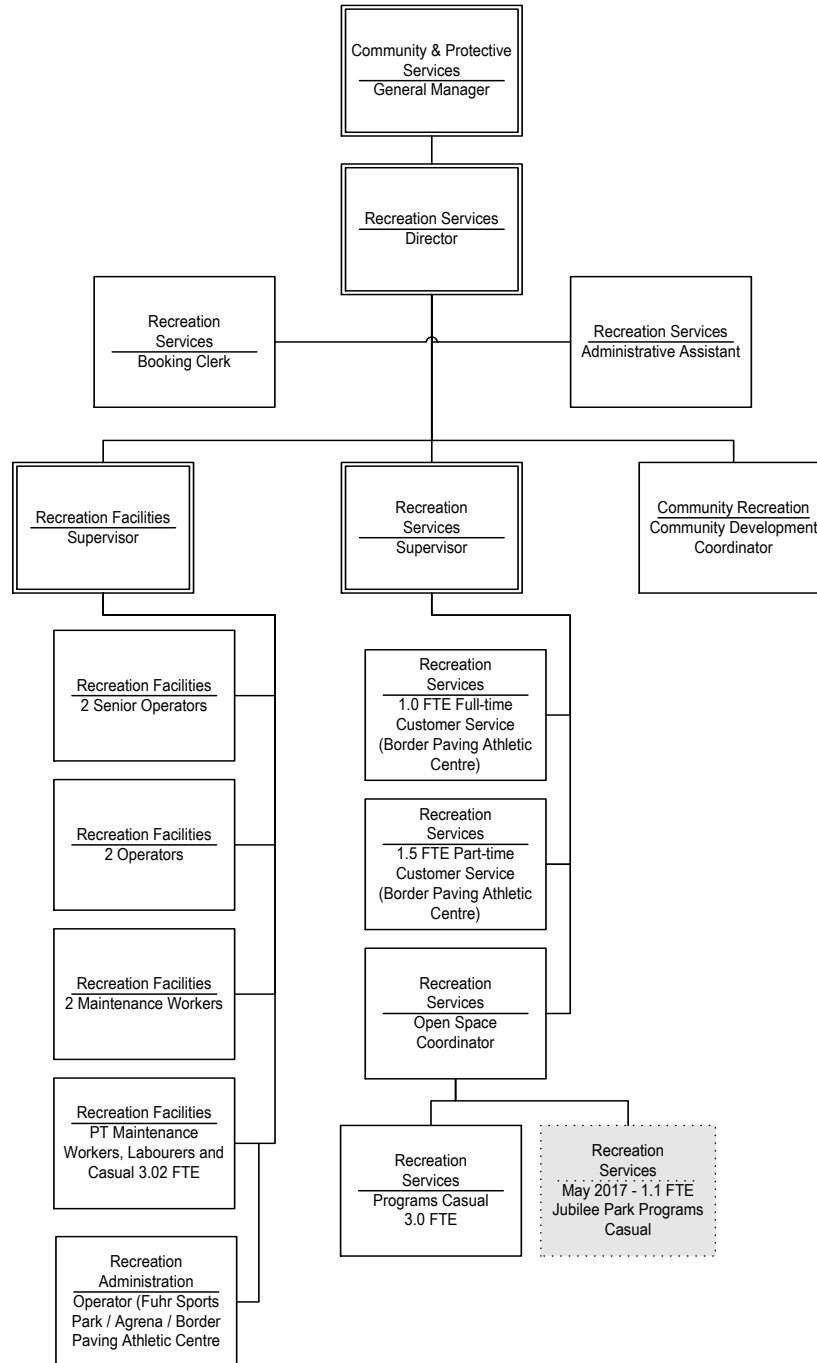 Community & Protective
Services
General Manager
Recreation Services
Director
Recreation
Services
Booking Clerk
Recreation Services
Administrative Assistant
Recreation Facilities
Supervisor
Recreation
Services
Supervisor
Community Recreation
Community Development
Coordinator
Recreation Facilities
2 Senior Operators
Recreation Facilities
2 Operators
Recreation Facilities
2 Maintenance Workers
Recreation Facilities
PT Maintenance
Workers, Labourers and
Casual 3.02 FTE
Recreation
Administration
Operator (Fuhr Sports
Park / Agrena / Border
Paving Athletic Centre
Recreation
Services
1.0 FTE Full-time
Customer Service
(Border Paving Athletic
Centre)
Recreation
Services
1.5 FTE Part-time
Customer Service
(Border Paving Athletic
Centre)
Recreation
Services
Open Space
Coordinator
Recreation
Services
Programs Casual
3.0 FTE
Recreation
Services
May 2017 - 1.1 FTE
Jubilee Park Programs
Casual